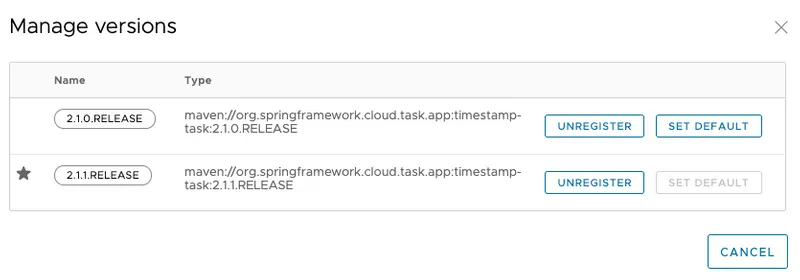 Manage versions
Name Type
2.1.0.RELEASE maven://org.springframework.cloud.task.app:timestamp-
task:2.1.0.RELEASE UNREGISTER SET DEFAULT
2.1.1.RELEASE maven://org.springframework.cloud.task.app:timestamp-
task:2.1.1.RELEASE UNREGISTER SET DEFAULT
CANCEL